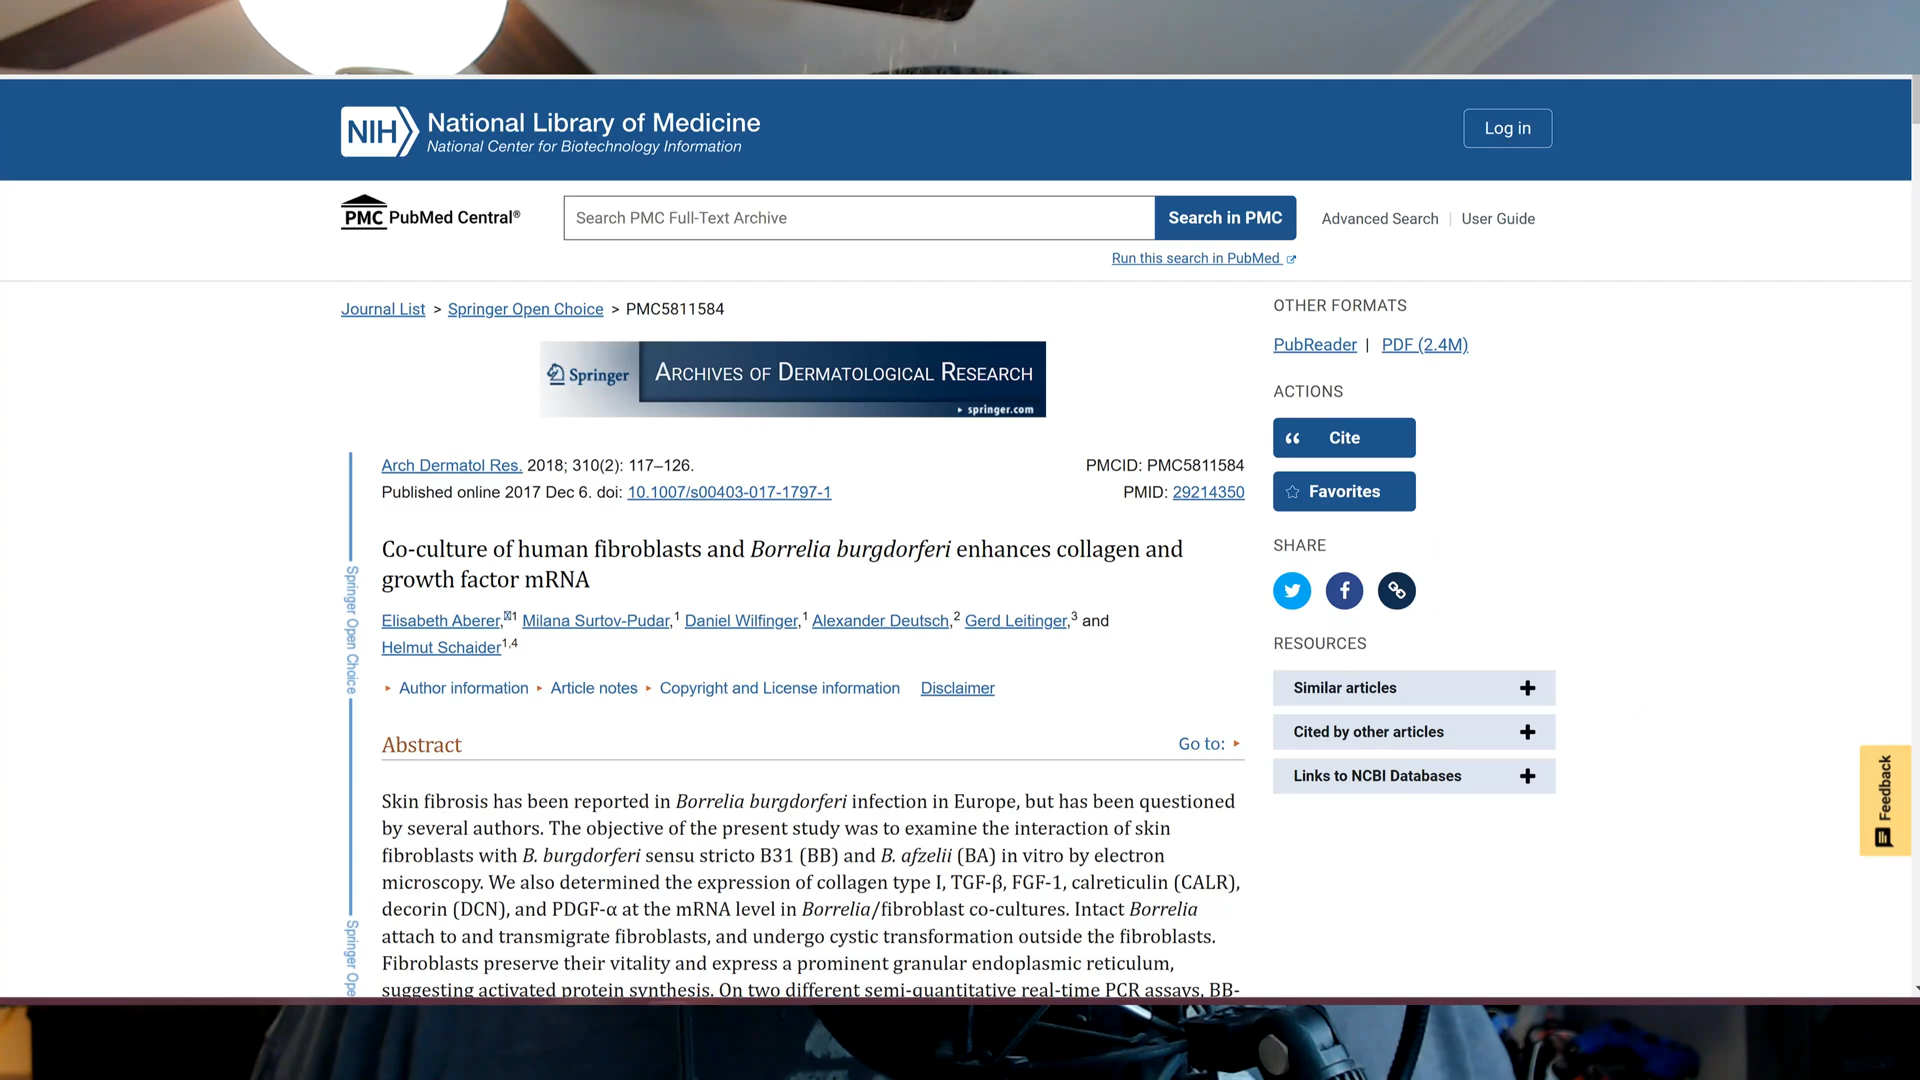 NIH National Library of Medicine
National Center for Biotechnology Information
Log in
PMC PubMed Central®
Search PMC Full-Text Archive
Search in PMC
Advanced Search | User Guide
Run this search in PubMed
Journal List > Springer Open Choice > PMC5811584
Springer ARCHIVES OF DERMATOLOGICAL RESEARCH
springer.com
Arch Dermatol Res. 2018; 310(2): 117–126.
PMCID: PMC5811584
Published online 2017 Dec 6. doi: 10.1007/s00403-017-1797-1
PMID: 29214350
Co-culture of human fibroblasts and Borrelia burgdorferi enhances collagen and
growth factor mRNA
Elisabeth Aberer,1 Milana Surtov-Pudar,1 Daniel Wilfinger,1 Alexander Deutsch,2 Gerd Leitinger,3 and
Helmut Schaider1,4
Author information Article notes Copyright and License information Disclaimer
Abstract
Go to:
Skin fibrosis has been reported in Borrelia burgdorferi infection in Europe, but has been questioned
by several authors. The objective of the present study was to examine the interaction of skin
fibroblasts with B. burgdorferi sensu stricto B31 (BB) and B. afzelii (BA) in vitro by electron
microscopy. We also determined the expression of collagen type I, TGF-β, FGF-1, calreticulin (CALR),
decorin (DCN), and PDGF-α at the mRNA level in Borrelia/fibroblast co-cultures. Intact Borrelia
attach to and transmigrate fibroblasts, and undergo cystic transformation outside the fibroblasts.
Fibroblasts preserve their vitality and express a prominent granular endoplasmic reticulum,
suggesting activated protein synthesis. On two different semi-quantitative real-time PCR assays, BB-
Springer Open Choice
Springer Ope
OTHER FORMATS
PubReader | PDF (2.4M)
ACTIONS
Cite
Favorites
SHARE
RESOURCES
Similar articles
Cited by other articles
Links to NCBI Databases
Feedback